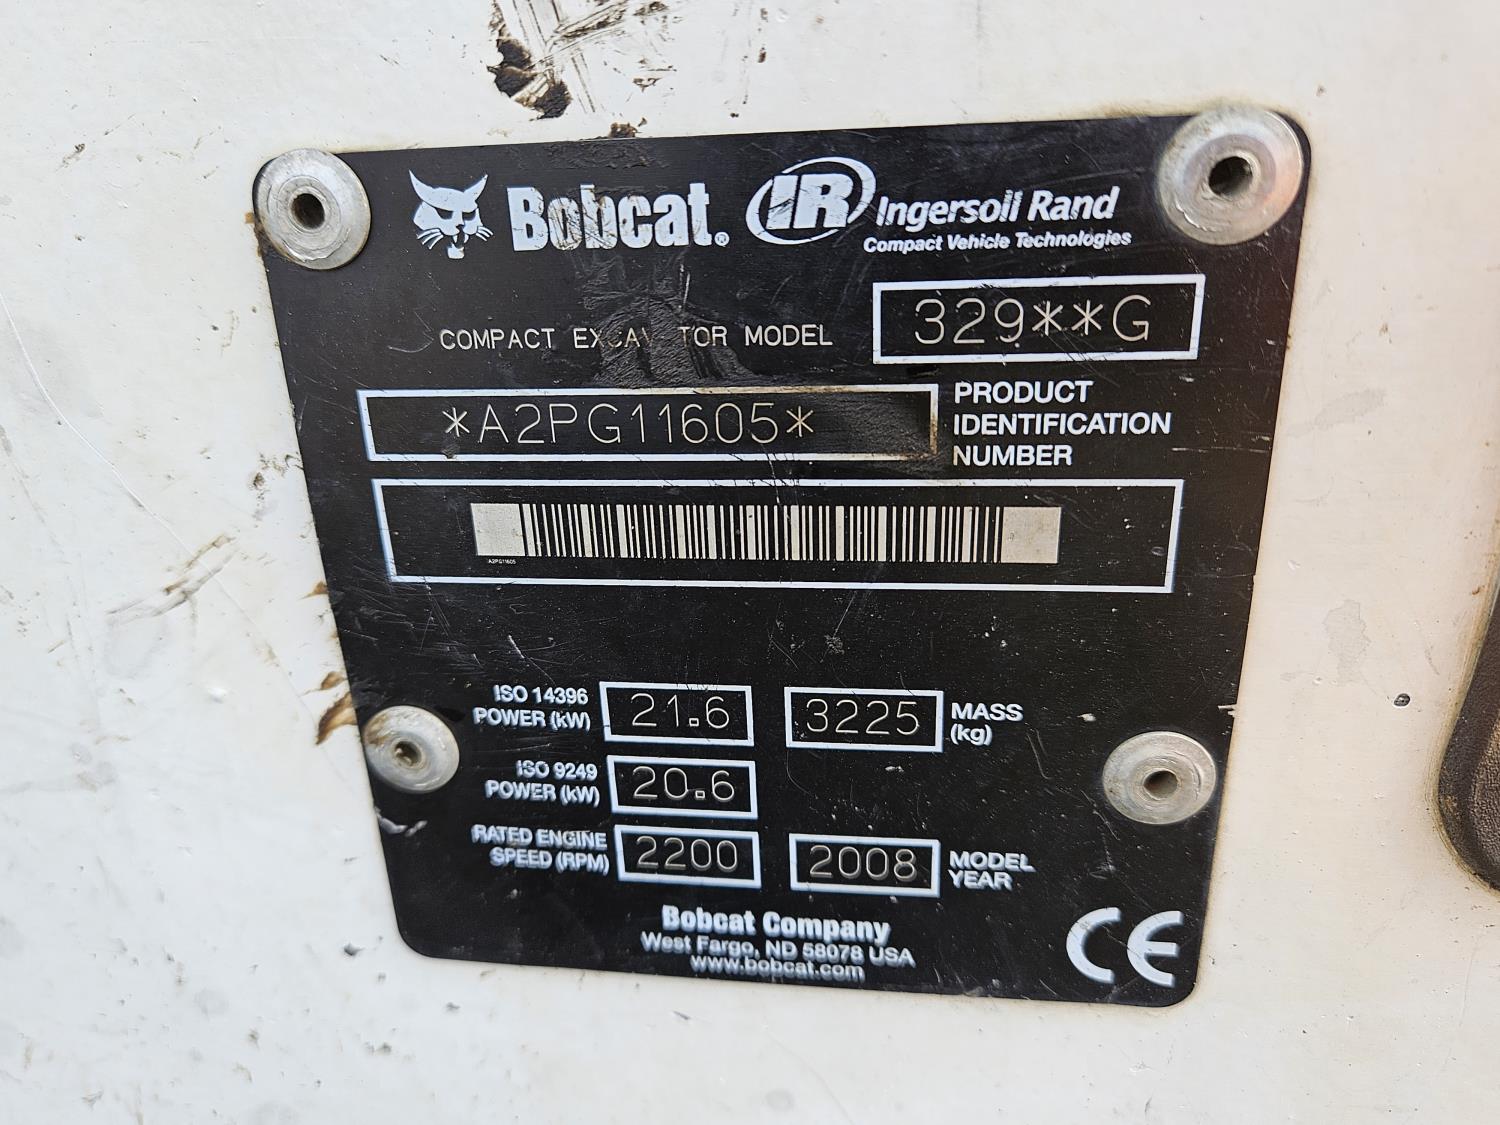 Bobcat®
IR Ingersoll Rand
Compact Vehicle Technologies
COMPACT EXCAVATOR MODEL 329**G
*A2PG11605* PRODUCT
IDENTIFICATION
NUMBER
A2PG11605
ISO 14396
POWER (kW) 21.6
3225 MASS
(kg)
ISO 9249
POWER (kW) 20.6
RATED ENGINE
SPEED (RPM) 2200
2008 MODEL
YEAR
Bobcat Company
West Fargo, ND 58078 USA
www.bobcat.com
CE